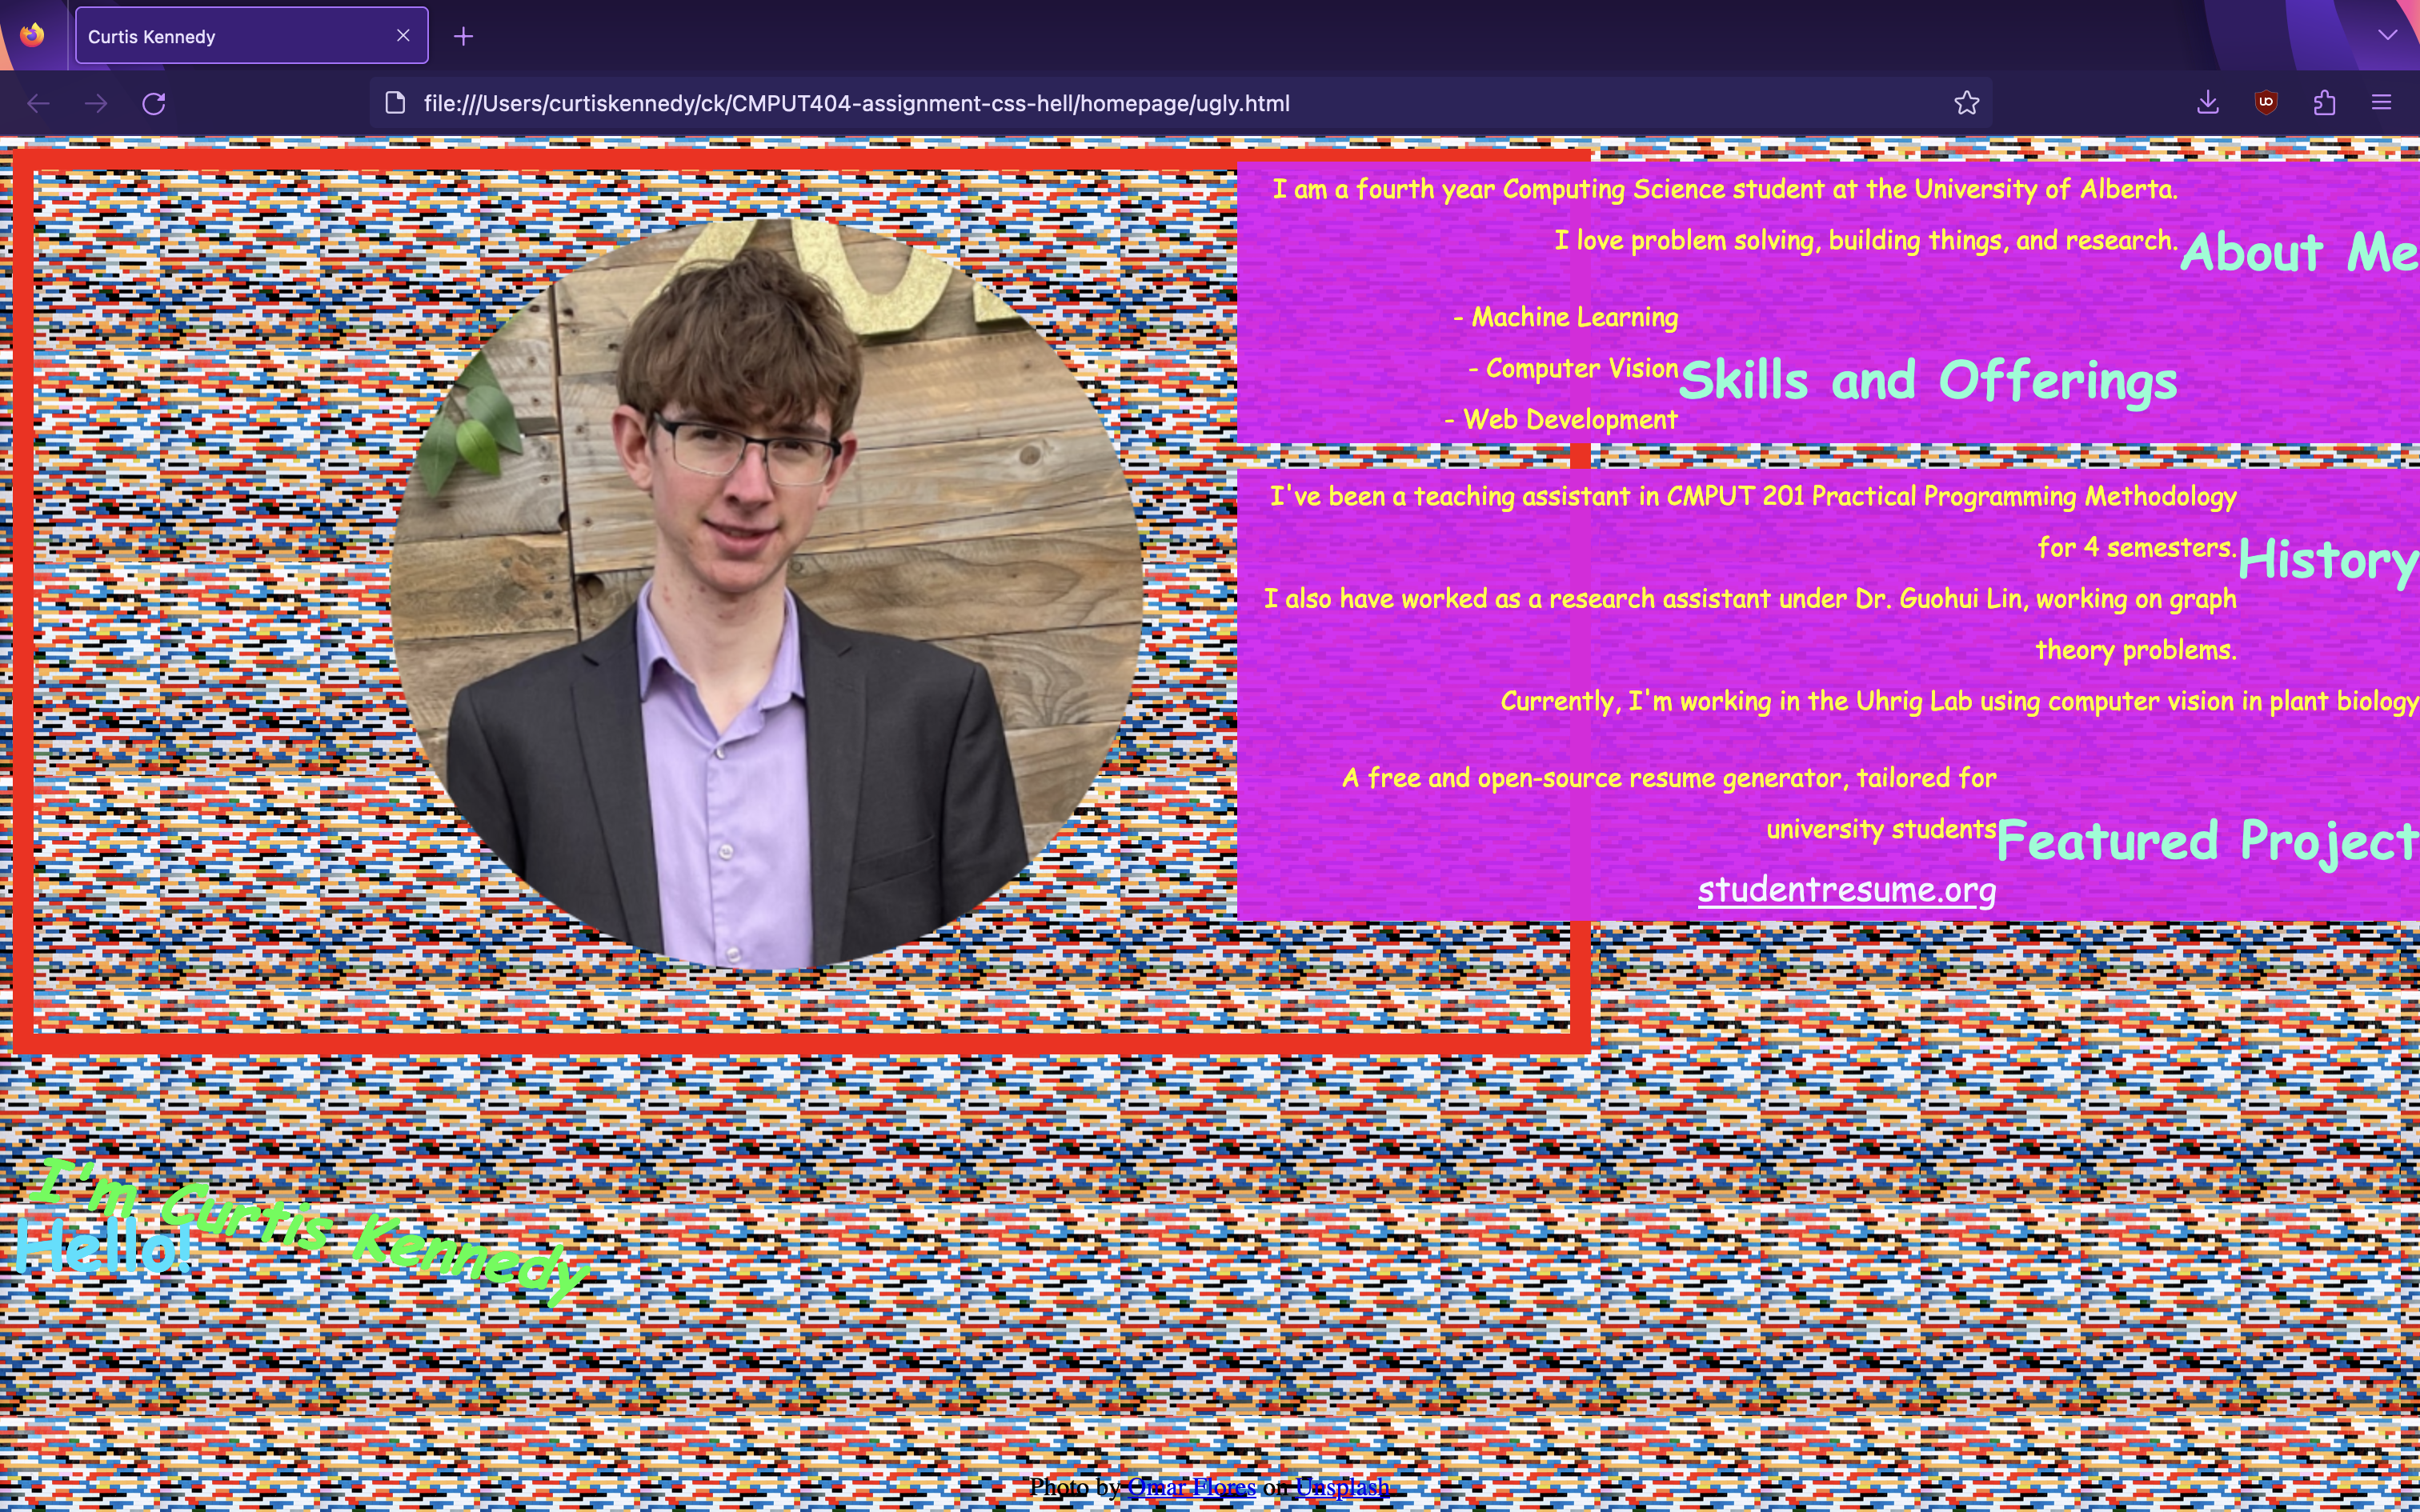 Curtis Kennedy
file:///Users/curtiskennedy/ck/CMPUT404-assignment-css-hell/homepage/ugly.html
I am a fourth year Computing Science student at the University of Alberta.
I love problem solving, building things, and research.
About Me
- Machine Learning
- Computer Vision
- Web Development
Skills and Offerings
I've been a teaching assistant in CMPUT 201 Practical Programming Methodology
for 4 semesters.
History
I also have worked as a research assistant under Dr. Guohui Lin, working on graph
theory problems.
Currently, I'm working in the Uhrig Lab using computer vision in plant biology
A free and open-source resume generator, tailored for
university students
Featured Project
studentresume.org
I'm Curtis Kennedy
Hello!
Photo by Omar Flores on Unsplash